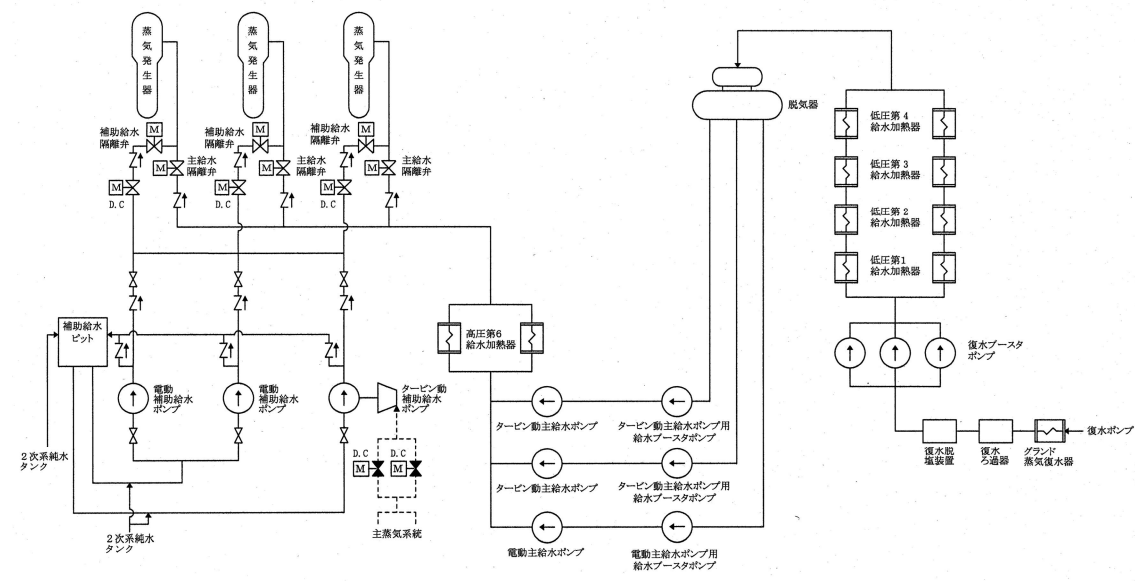 蒸気発生器
蒸気発生器
蒸気発生器
M
M
M
補助給水
隔離弁
補助給水
隔離弁
補助給水
隔離弁
M
主給水
隔離弁
M
主給水
隔離弁
M
主給水
隔離弁
M
D.C
M
D.C
M
D.C
脱気器
低圧第4
給水加熱器
低圧第3
給水加熱器
低圧第2
給水加熱器
低圧第1
給水加熱器
補助給水
ピット
高圧第6
給水加熱器
復水ブースタ
ポンプ
電動
補助給水
ポンプ
電動
補助給水
ポンプ
タービン動
補助給水
ポンプ
タービン動主給水ポンプ
タービン動主給水ポンプ用
給水ブースタポンプ
復水ポンプ
復水脱
塩装置
復水
ろ過器
グランド
蒸気復水器
2次系純水
タンク
D.C
M
D.C
M
タービン動主給水ポンプ
タービン動主給水ポンプ用
給水ブースタポンプ
2次系純水
タンク
主蒸気系統
電動主給水ポンプ
電動主給水ポンプ用
給水ブースタポンプ